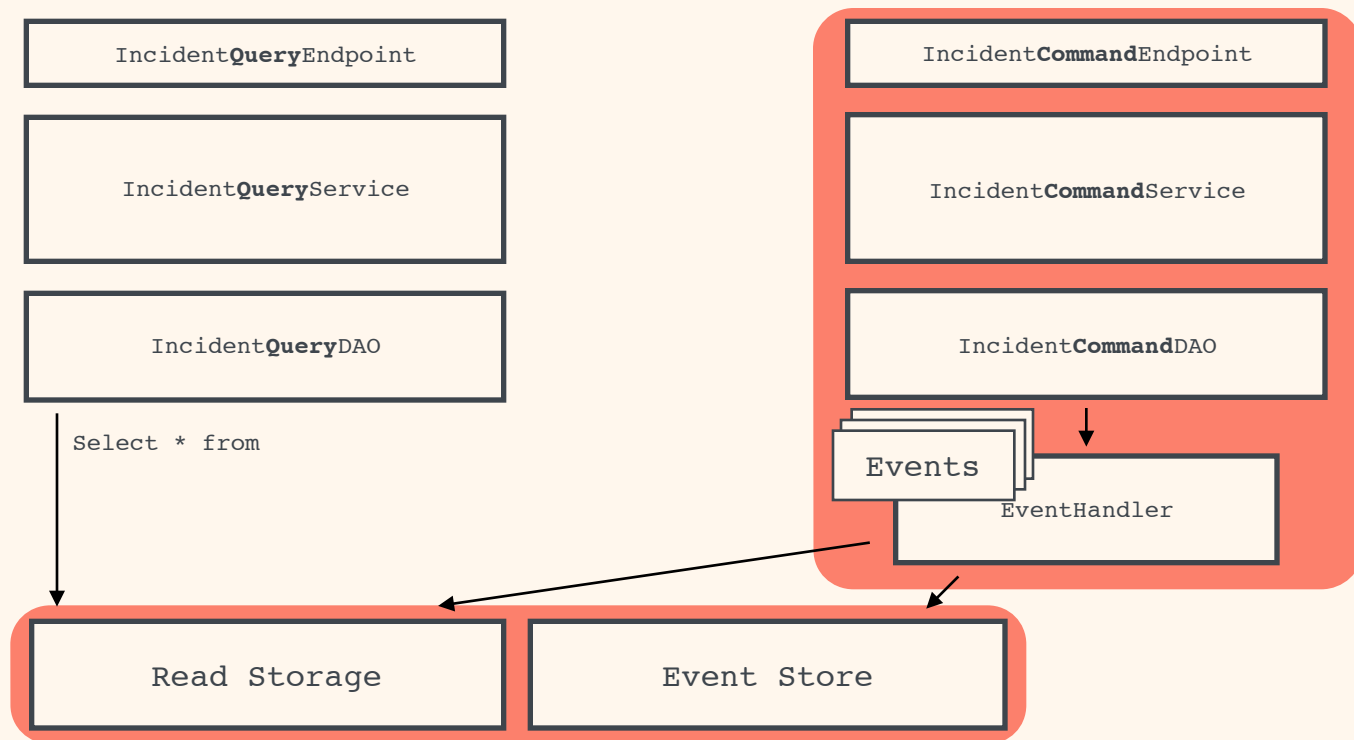 IncidentQueryEndpoint
IncidentCommandEndpoint
IncidentQueryService
IncidentCommandService
IncidentQueryDAO
IncidentCommandDAO
Select * from
Events
EventHandler
Read Storage
Event Store